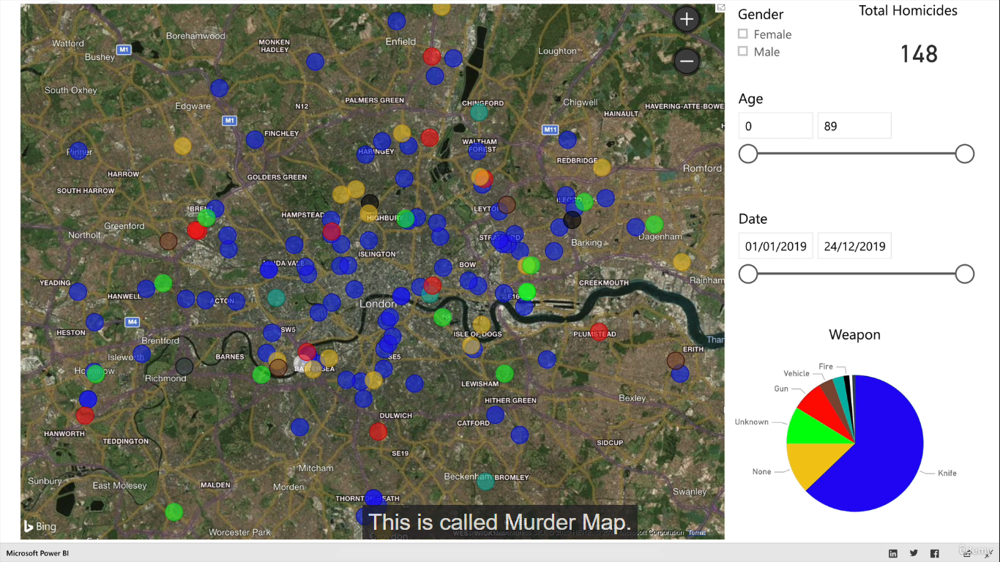 Gender
Total Homicides
Female
Male
148
Age
0
89
Date
01/01/2019
24/12/2019
Weapon
Fire
Vehicle
Gun
Unknown
None
Knife
Watford
Borehamwood
MONKEN
HADLEY
Enfield
Loughton
M1
Bushey
South Oxhey
Edgware
N12
PALMERS GREEN
CHINGFORD
Chigwell
HAINAULT
HAVERING-ATTE-BOWE
M1
FINCHLEY
M11
Pinner
HARINGEY
WALTHAM
FOREST
REDBRIDGE
Romford
HARROW
GOLDERS GREEN
SOUTH HARROW
BRENT
HAMPSTEAD
HIGHBURY
LEYTON
ILFORD
Greenford
Northolt
STRATFORD
Barking
Dagenham
ISLINGTON
MAIDA VALE
BOW
YEADING
CREEKMOUTH
Rainham
HANWELL
ACTON
London
E16
M4
HESTON
SW5
ISLE OF DOGS
PLUMSTEAD
Brentford
Isleworth
BARNES
SE5
ERITH
Hounslow
Richmond
BATTERSEA
LEWISHAM
HITHER GREEN
Bexley
DULWICH
CATFORD
HANWORTH
TEDDINGTON
SE19
SIDCUP
Mitcham
Sunbury
East Molesey
MALDEN
Morden
Beckenham
BROMLEY
Swanley
THORNTON HEATH
This is called Murder Map.
Bing
Worcester Park
Microsoft Corporation
Terms
Microsoft Power BI
Udemy